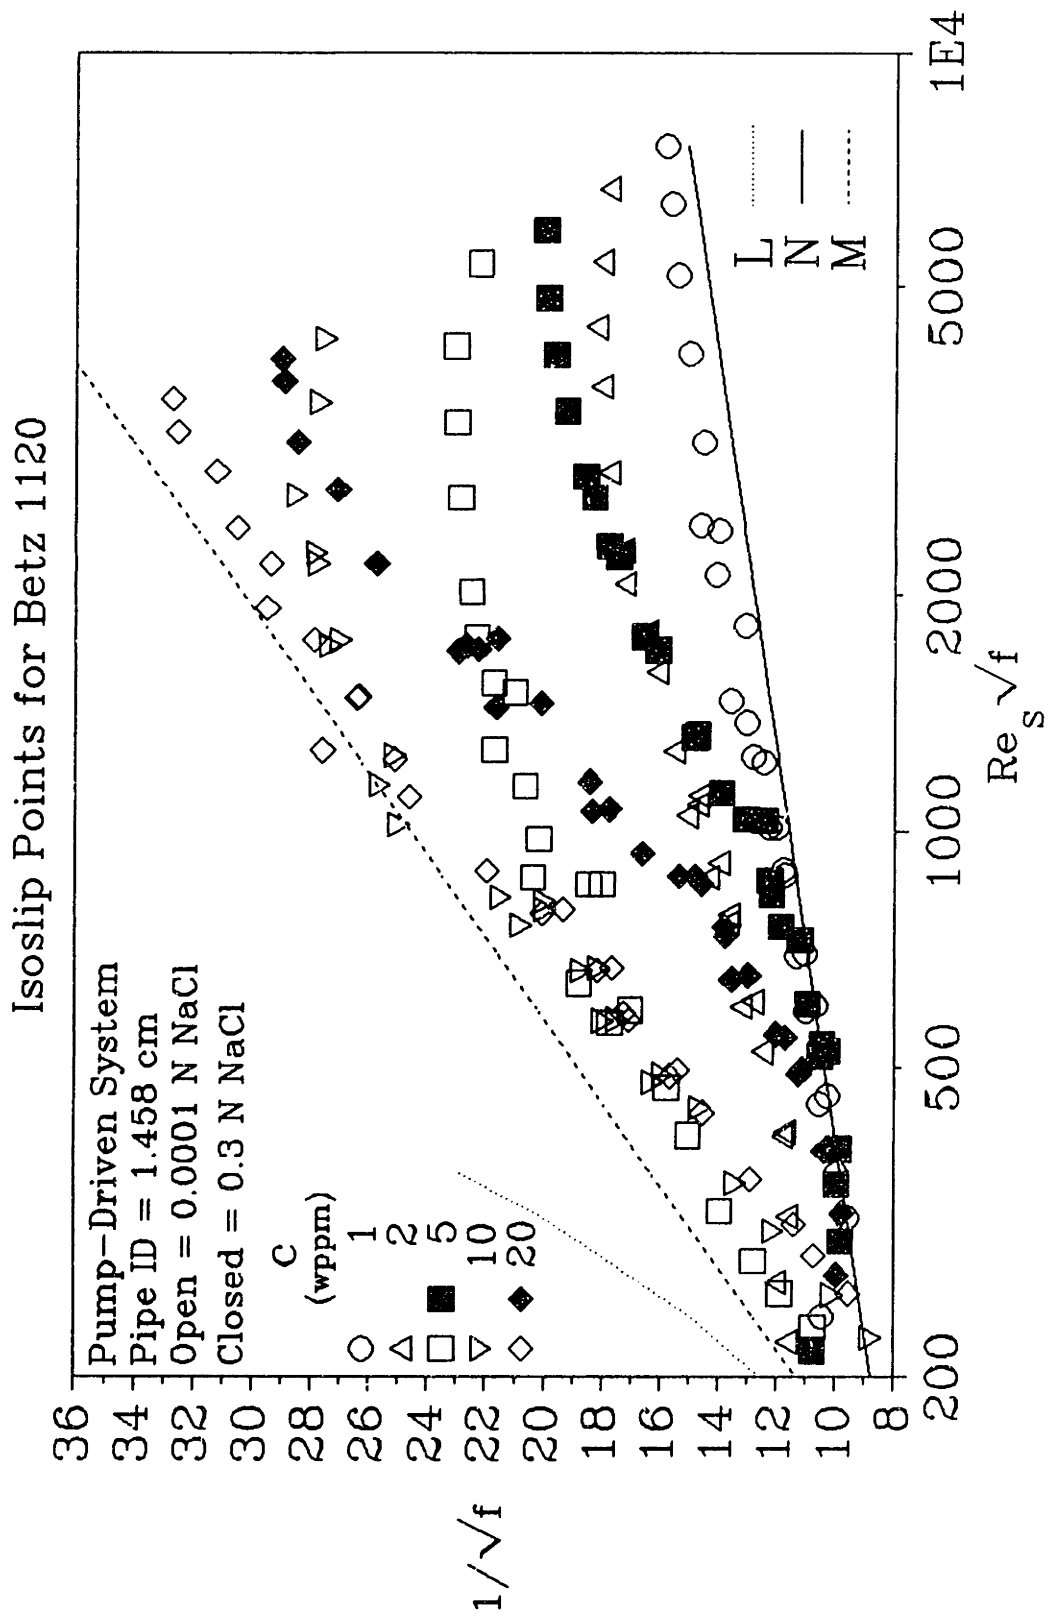 Isoslip Points for Betz 1120
Pump-Driven System
Pipe ID = 1.458 cm
Open = 0.0001 N NaCl
Closed = 0.3 N NaCl
C
(wppm)
1
2
5
10
20
L
N
M
1/√f
36
34
32
30
28
26
24
22
20
18
16
14
12
10
8
200
500
1000
2000
5000
1E4
Re_S √f